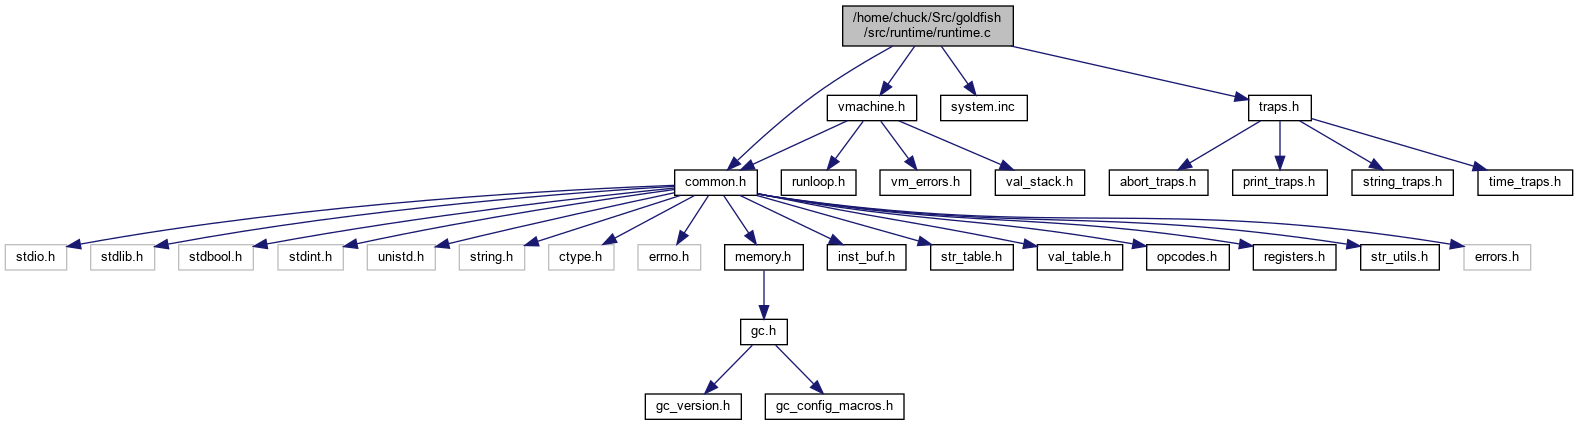 /home/chuck/Src/goldfish
/src/runtime/runtime.c
vmachine.h
system.inc
traps.h
common.h
runloop.h
vm_errors.h
val_stack.h
abort_traps.h
print_traps.h
string_traps.h
time_traps.h
stdio.h
stdlib.h
stdbool.h
stdint.h
unistd.h
string.h
ctype.h
errno.h
memory.h
inst_buf.h
str_table.h
val_table.h
opcodes.h
registers.h
str_utils.h
errors.h
gc.h
gc_version.h
gc_config_macros.h